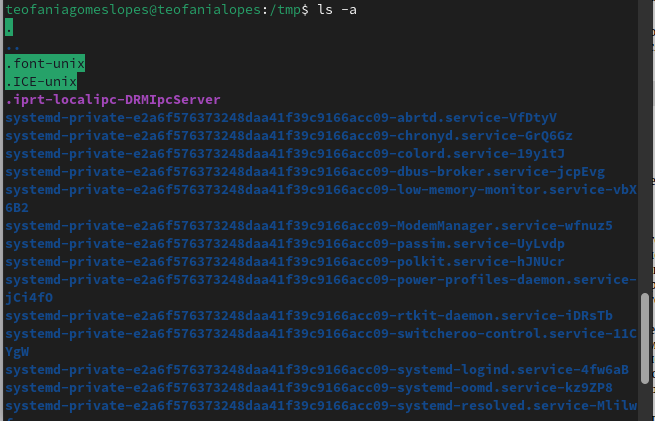 teofaniagomeslopes@teofanialopes:/tmp$ ls -a
.
..
.font-unix
.ICE-unix
.iprt-localipc-DRMIpcServer
systemd-private-e2a6f576373248daa41f39c9166acc09-abrtd.service-VfDtyV
systemd-private-e2a6f576373248daa41f39c9166acc09-chronyd.service-GrQ6Gz
systemd-private-e2a6f576373248daa41f39c9166acc09-colord.service-19y1tJ
systemd-private-e2a6f576373248daa41f39c9166acc09-dbus-broker.service-jcpEvg
systemd-private-e2a6f576373248daa41f39c9166acc09-low-memory-monitor.service-vbX
6B2
systemd-private-e2a6f576373248daa41f39c9166acc09-ModemManager.service-wfnuz5
systemd-private-e2a6f576373248daa41f39c9166acc09-passim.service-UyLvdp
systemd-private-e2a6f576373248daa41f39c9166acc09-polkit.service-hJNUcr
systemd-private-e2a6f576373248daa41f39c9166acc09-power-profiles-daemon.service-
jCi4fO
systemd-private-e2a6f576373248daa41f39c9166acc09-rtkit-daemon.service-iDRsTb
systemd-private-e2a6f576373248daa41f39c9166acc09-switcheroo-control.service-11C
YgW
systemd-private-e2a6f576373248daa41f39c9166acc09-systemd-logind.service-4fw6aB
systemd-private-e2a6f576373248daa41f39c9166acc09-systemd-oomd.service-kz9ZP8
systemd-private-e2a6f576373248daa41f39c9166acc09-systemd-resolved.service-Mlilw